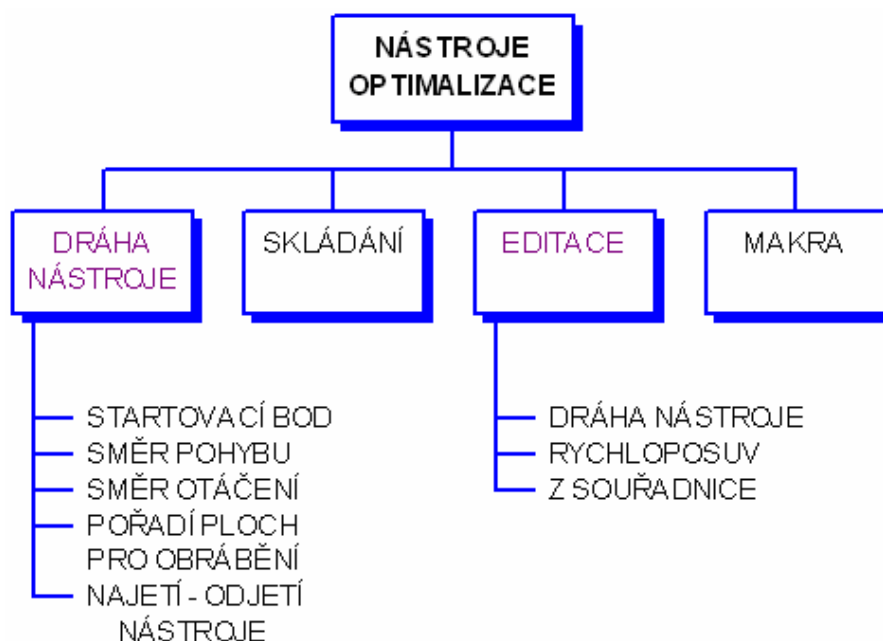 NÁSTROJE
OPTIMALIZACE
DRÁHA
NÁSTROJE
SKLÁDÁNÍ
EDITACE
MAKRA
STARTOVACÍ BOD
SMĚR POHYBU
SMĚR OTÁČENÍ
POŘADÍ PLOCH
PRO OBRÁBĚNÍ
NAJETÍ - ODJETÍ
NÁSTROJE
DRÁHA NÁSTROJE
RYCHLOPOSUV
Z SOUŘADNICE